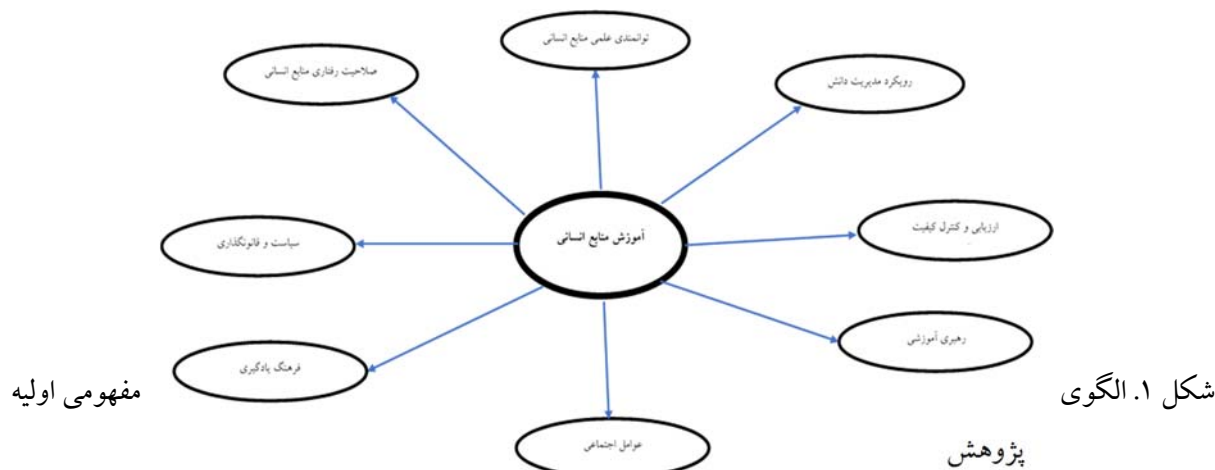 توانمندی علمی منابع انسانی
صلاحیت رفتاری منابع انسانی
رویکرد مدیریت دانش
آموزش منابع انسانی
ارزیابی و کنترل کیفیت
سیاست و قانونگذاری
رهبری آموزشی
فرهنگ یادگیری
عوامل اجتماعی
شکل ۱. الگوی مفهومی اولیه
پژوهش